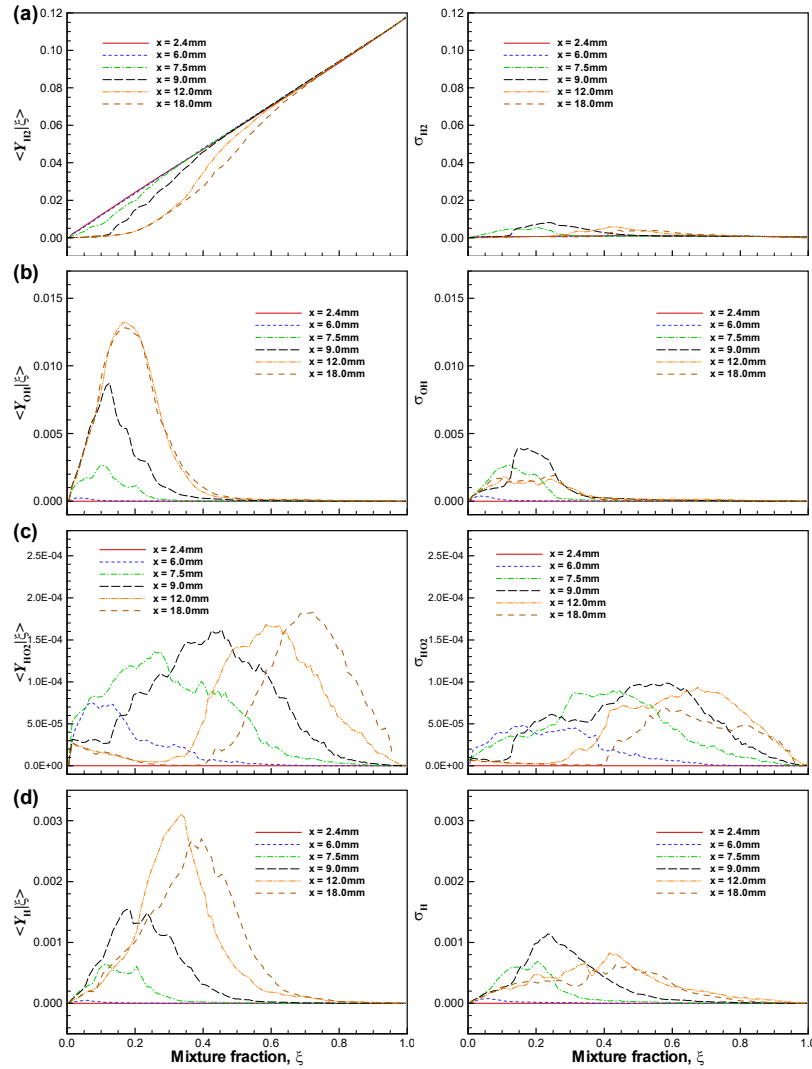 (a)
0.12
0.10
0.08
0.06
0.04
0.02
0.00
<Y_H2|ξ>
x = 2.4mm
x = 6.0mm
x = 7.5mm
x = 9.0mm
x = 12.0mm
x = 18.0mm
0.12
0.10
0.08
0.06
0.04
0.02
0.00
σ_H2
x = 2.4mm
x = 6.0mm
x = 7.5mm
x = 9.0mm
x = 12.0mm
x = 18.0mm
(b)
0.015
0.010
0.005
0.000
<Y_OH|ξ>
x = 2.4mm
x = 6.0mm
x = 7.5mm
x = 9.0mm
x = 12.0mm
x = 18.0mm
0.015
0.010
0.005
0.000
σ_OH
x = 2.4mm
x = 6.0mm
x = 7.5mm
x = 9.0mm
x = 12.0mm
x = 18.0mm
(c)
2.5E-04
2.0E-04
1.5E-04
1.0E-04
5.0E-05
0.0E+00
<Y_HO2|ξ>
x = 2.4mm
x = 6.0mm
x = 7.5mm
x = 9.0mm
x = 12.0mm
x = 18.0mm
2.5E-04
2.0E-04
1.5E-04
1.0E-04
5.0E-05
0.0E+00
σ_HO2
x = 2.4mm
x = 6.0mm
x = 7.5mm
x = 9.0mm
x = 12.0mm
x = 18.0mm
(d)
0.003
0.002
0.001
0.000
<Y_H|ξ>
x = 2.4mm
x = 6.0mm
x = 7.5mm
x = 9.0mm
x = 12.0mm
x = 18.0mm
0.0 0.2 0.4 0.6 0.8 1.0
Mixture fraction, ξ
0.003
0.002
0.001
0.000
σ_H
x = 2.4mm
x = 6.0mm
x = 7.5mm
x = 9.0mm
x = 12.0mm
x = 18.0mm
0.0 0.2 0.4 0.6 0.8 1.0
Mixture fraction, ξ